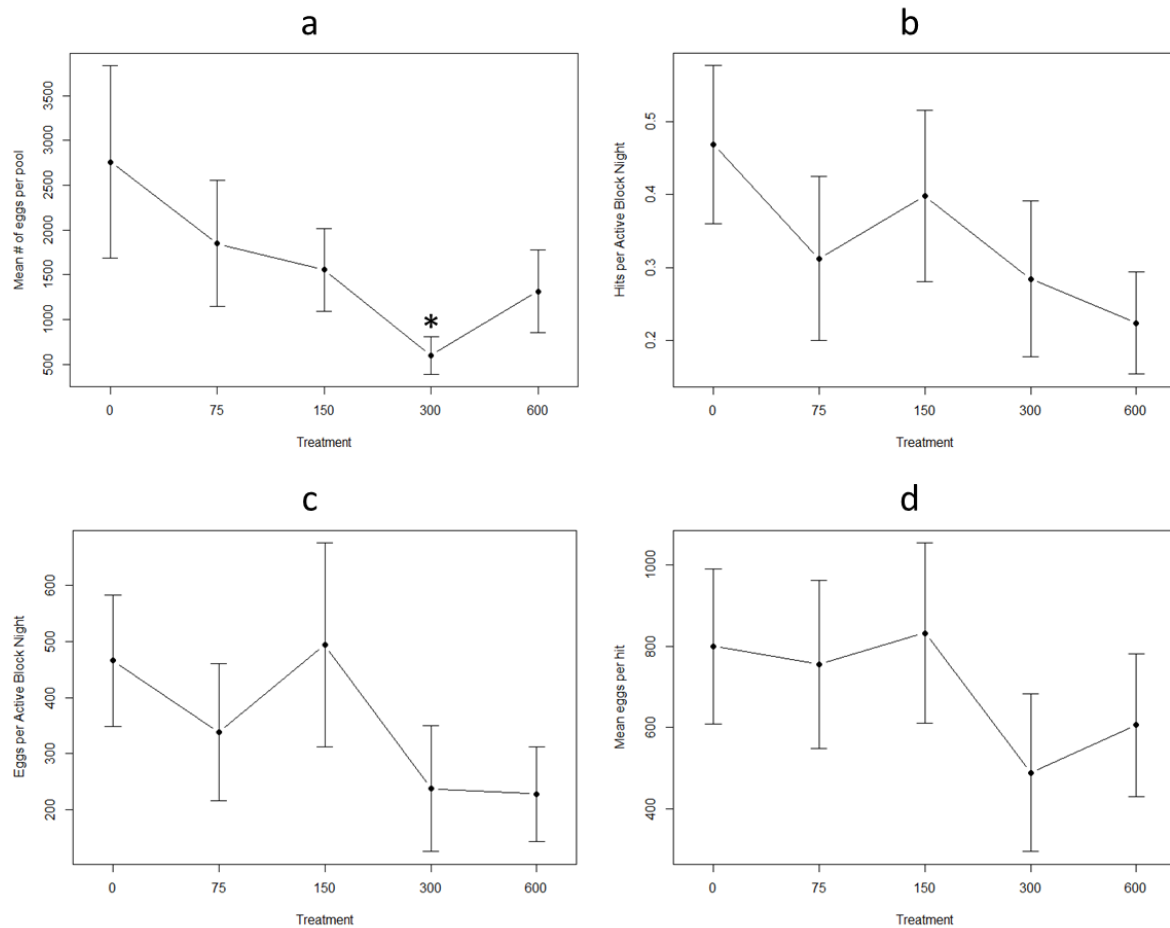 a
Mean # of eggs per pool
3500
3000
2500
2000
1500
1000
500
*
0 75 150 300 600
Treatment
b
Hits per Active Block Night
0.5
0.4
0.3
0.2
0 75 150 300 600
Treatment
c
Eggs per Active Block Night
600
500
400
300
200
0 75 150 300 600
Treatment
d
Mean eggs per hit
1000
800
600
400
0 75 150 300 600
Treatment